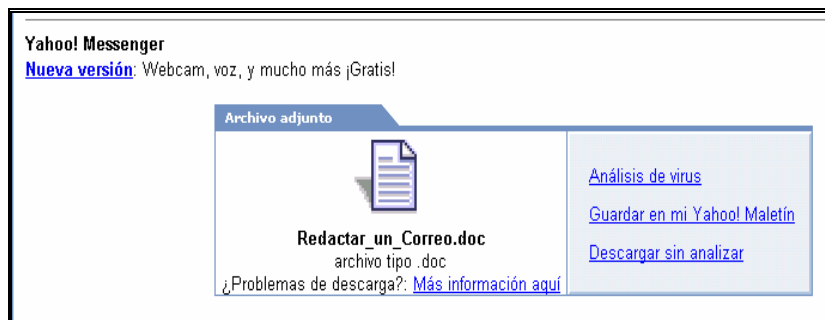 Yahoo! Messenger
Nueva versión: Webcam, voz, y mucho más ¡Gratis!
Archivo adjunto
Redactar_un_Correo.doc
archivo tipo .doc
¿Problemas de descarga?: Más información aquí
Análisis de virus
Guardar en mi Yahoo! Maletín
Descargar sin analizar